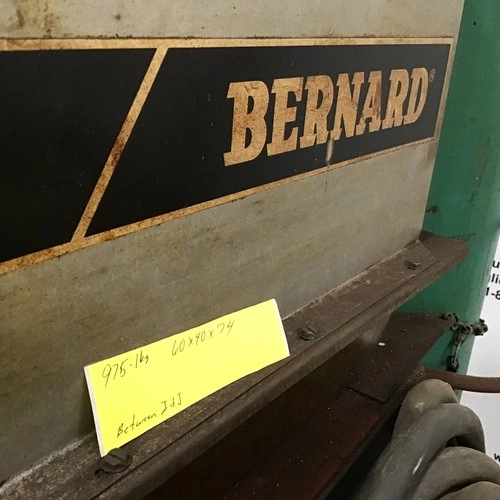 BERNARD®
975-lbs 60x40x74
Between I & J